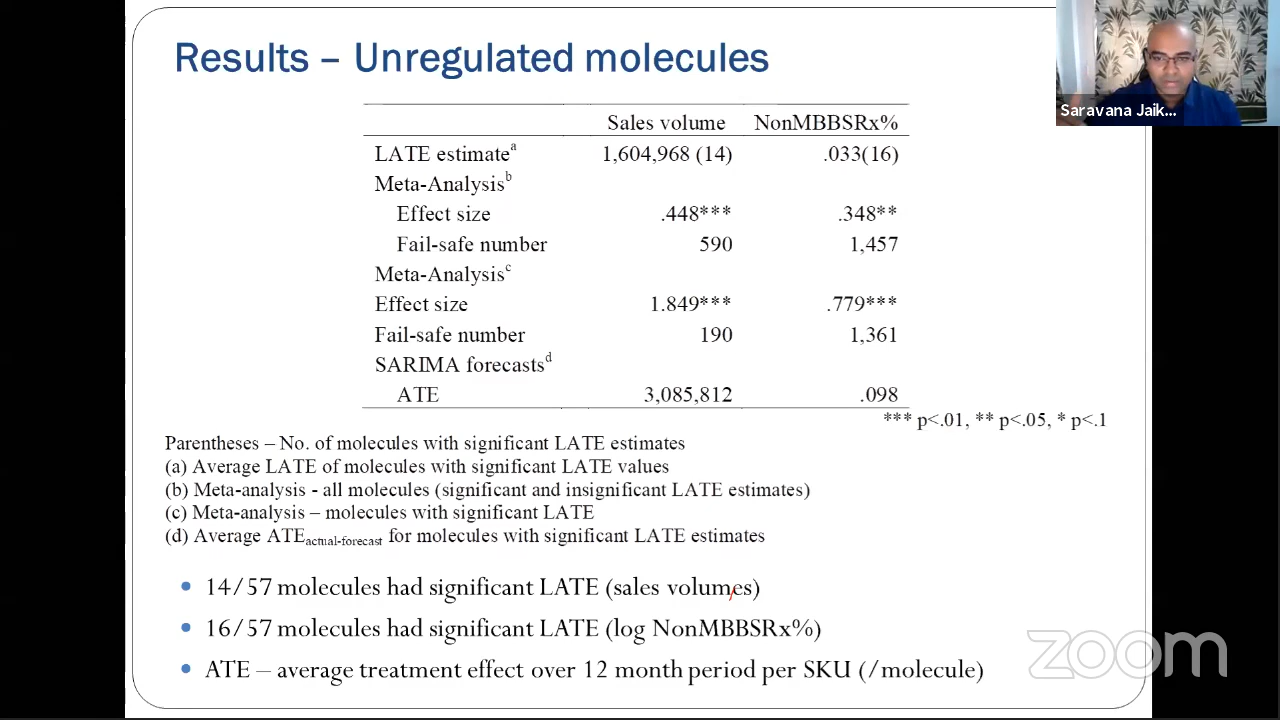 Results – Unregulated molecules
Saravana Jaik...
Sales volume NonMBBSRx%
LATE estimatea 1,604,968 (14) .033(16)
Meta-Analysisb
Effect size .448*** .348**
Fail-safe number 590 1,457
Meta-Analysisc
Effect size 1.849*** .779***
Fail-safe number 190 1,361
SARIMA forecastsd
ATE 3,085,812 .098
*** p<.01, ** p<.05, * p<.1
Parentheses – No. of molecules with significant LATE estimates
(a) Average LATE of molecules with significant LATE values
(b) Meta-analysis - all molecules (significant and insignificant LATE estimates)
(c) Meta-analysis – molecules with significant LATE
(d) Average ATEactual-forecast for molecules with significant LATE estimates
• 14/57 molecules had significant LATE (sales volumes)
• 16/57 molecules had significant LATE (log NonMBBSRx%)
• ATE – average treatment effect over 12 month period per SKU (/molecule)
zoom